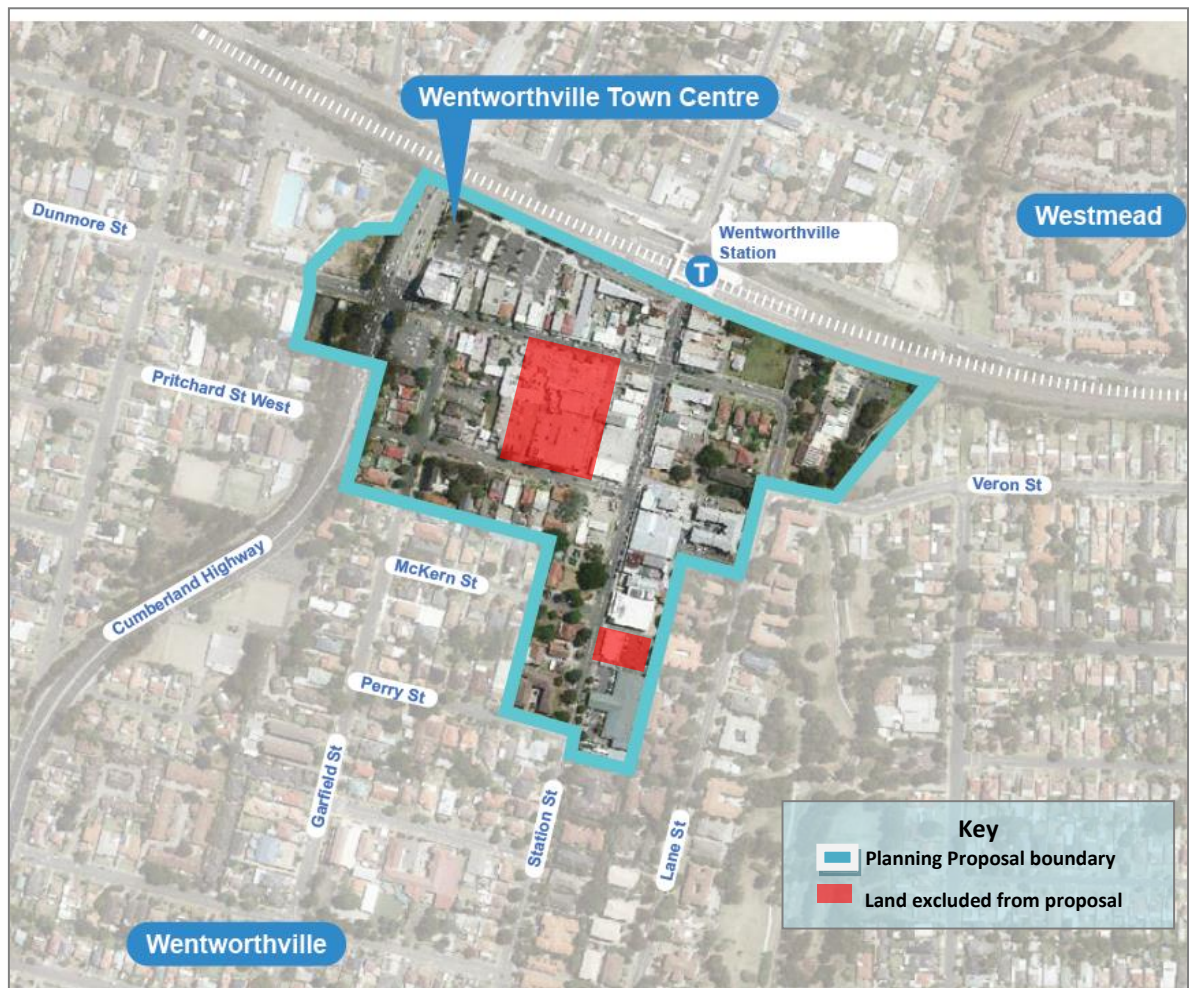 Wentworthville Town Centre
Westmead
Dunmore St
Wentworthville
Station
T
Pritchard St West
Veron St
McKern St
Cumberland Highway
Perry St
Garfield St
Station St
Lane St
Key
Planning Proposal boundary
Land excluded from proposal
Wentworthville